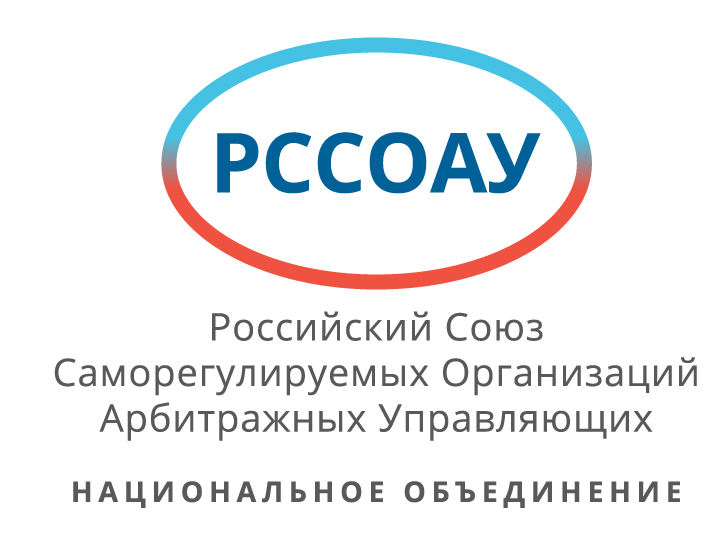 РССОАУ
Российский Союз
Саморегулируемых Организаций
Арбитражных Управляющих
НАЦИОНАЛЬНОЕ ОБЪЕДИНЕНИЕ